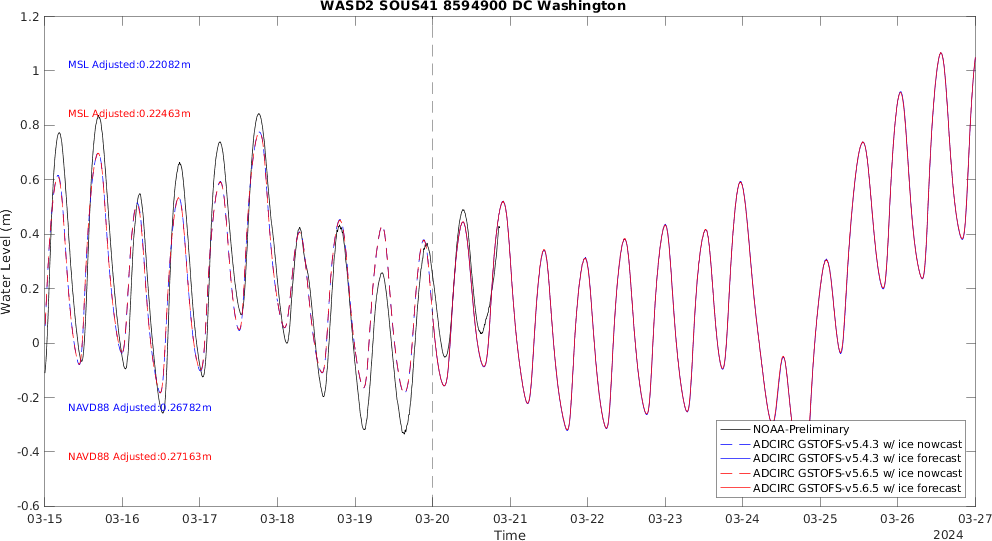 WASD2 SOUS41 8594900 DC Washington
1.2
1
0.8
0.6
0.4
0.2
0
-0.2
-0.4
-0.6
Water Level (m)
MSL Adjusted:0.22082m
MSL Adjusted:0.22463m
NAVD88 Adjusted:0.26782m
NAVD88 Adjusted:0.27163m
NOAA-Preliminary
ADCIRC GSTOFS-v5.4.3 w/ ice nowcast
ADCIRC GSTOFS-v5.4.3 w/ ice forecast
ADCIRC GSTOFS-v5.6.5 w/ ice nowcast
ADCIRC GSTOFS-v5.6.5 w/ ice forecast
03-15 03-16 03-17 03-18 03-19 03-20 03-21 03-22 03-23 03-24 03-25 03-26 03-27
Time
2024